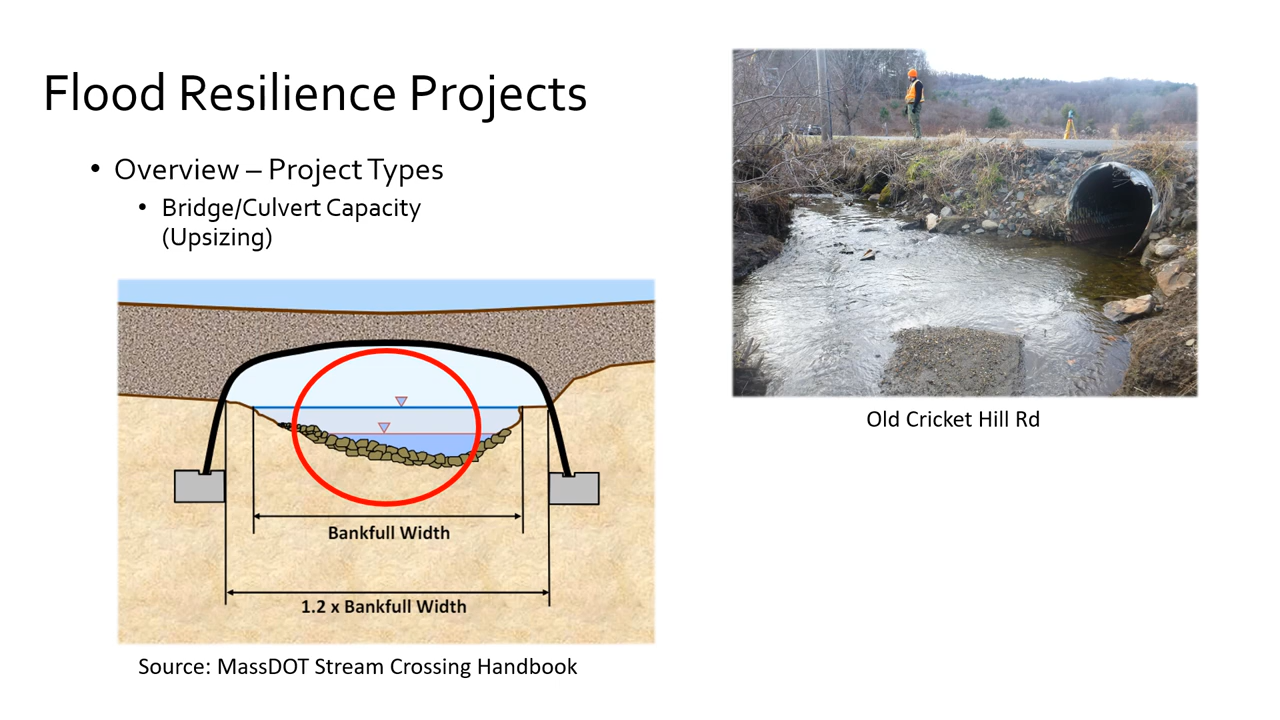 Flood Resilience Projects
• Overview – Project Types
• Bridge/Culvert Capacity
(Upsizing)
Bankfull Width
1.2 x Bankfull Width
Source: MassDOT Stream Crossing Handbook
Old Cricket Hill Rd